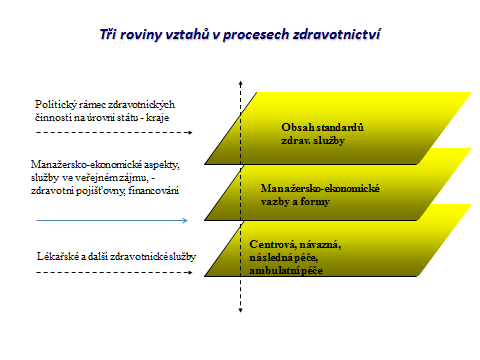 Tři roviny vztahů v procesech zdravotnictví
Politický rámec zdravotnických
činností na úrovni státu - kraje
Obsah standardů
zdrav. služby
Manažersko-ekonomické aspekty,
služby ve veřejném zájmu, -
zdravotní pojišťovny, financování
Manažersko-ekonomické
vazby a formy
Lékařské a další zdravotnické služby
Centrová, návazná,
následná péče,
ambulatní péče